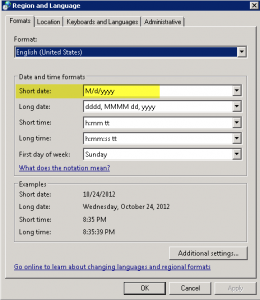 Region and Language
Formats Location Keyboards and Languages Administrative
Format:
English (United States)
Date and time formats
Short date: M/d/yyyy
Long date: dddd, MMMM dd, yyyy
Short time: h:mm tt
Long time: h:mm:ss tt
First day of week: Sunday
What does the notation mean?
Examples
Short date: 10/24/2012
Long date: Wednesday, October 24, 2012
Short time: 8:35 PM
Long time: 8:35:39 PM
Additional settings...
Go online to learn about changing languages and regional formats
OK Cancel Apply